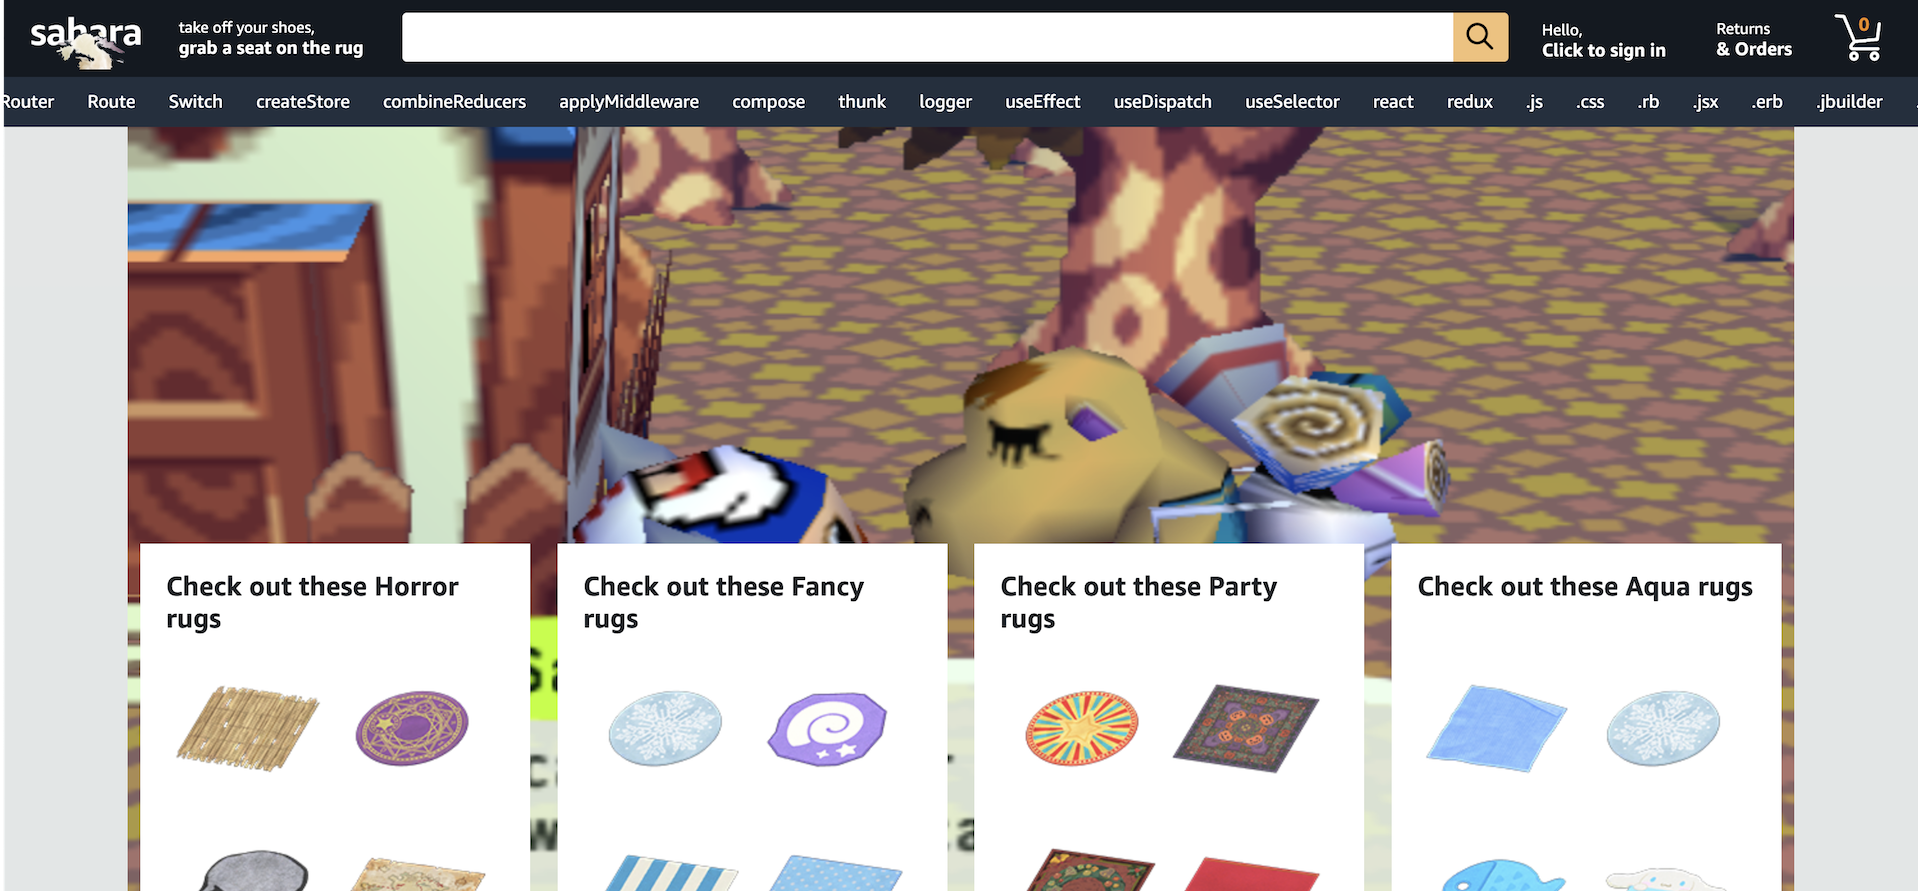 sahara
take off your shoes,
grab a seat on the rug
Hello,
Click to sign in
Returns
& Orders
0
Router Route Switch createStore combineReducers applyMiddleware compose thunk logger useEffect useDispatch useSelector react redux .js .css .rb .jsx .erb .jbuilder
Check out these Horror
rugs
Check out these Fancy
rugs
Check out these Party
rugs
Check out these Aqua rugs